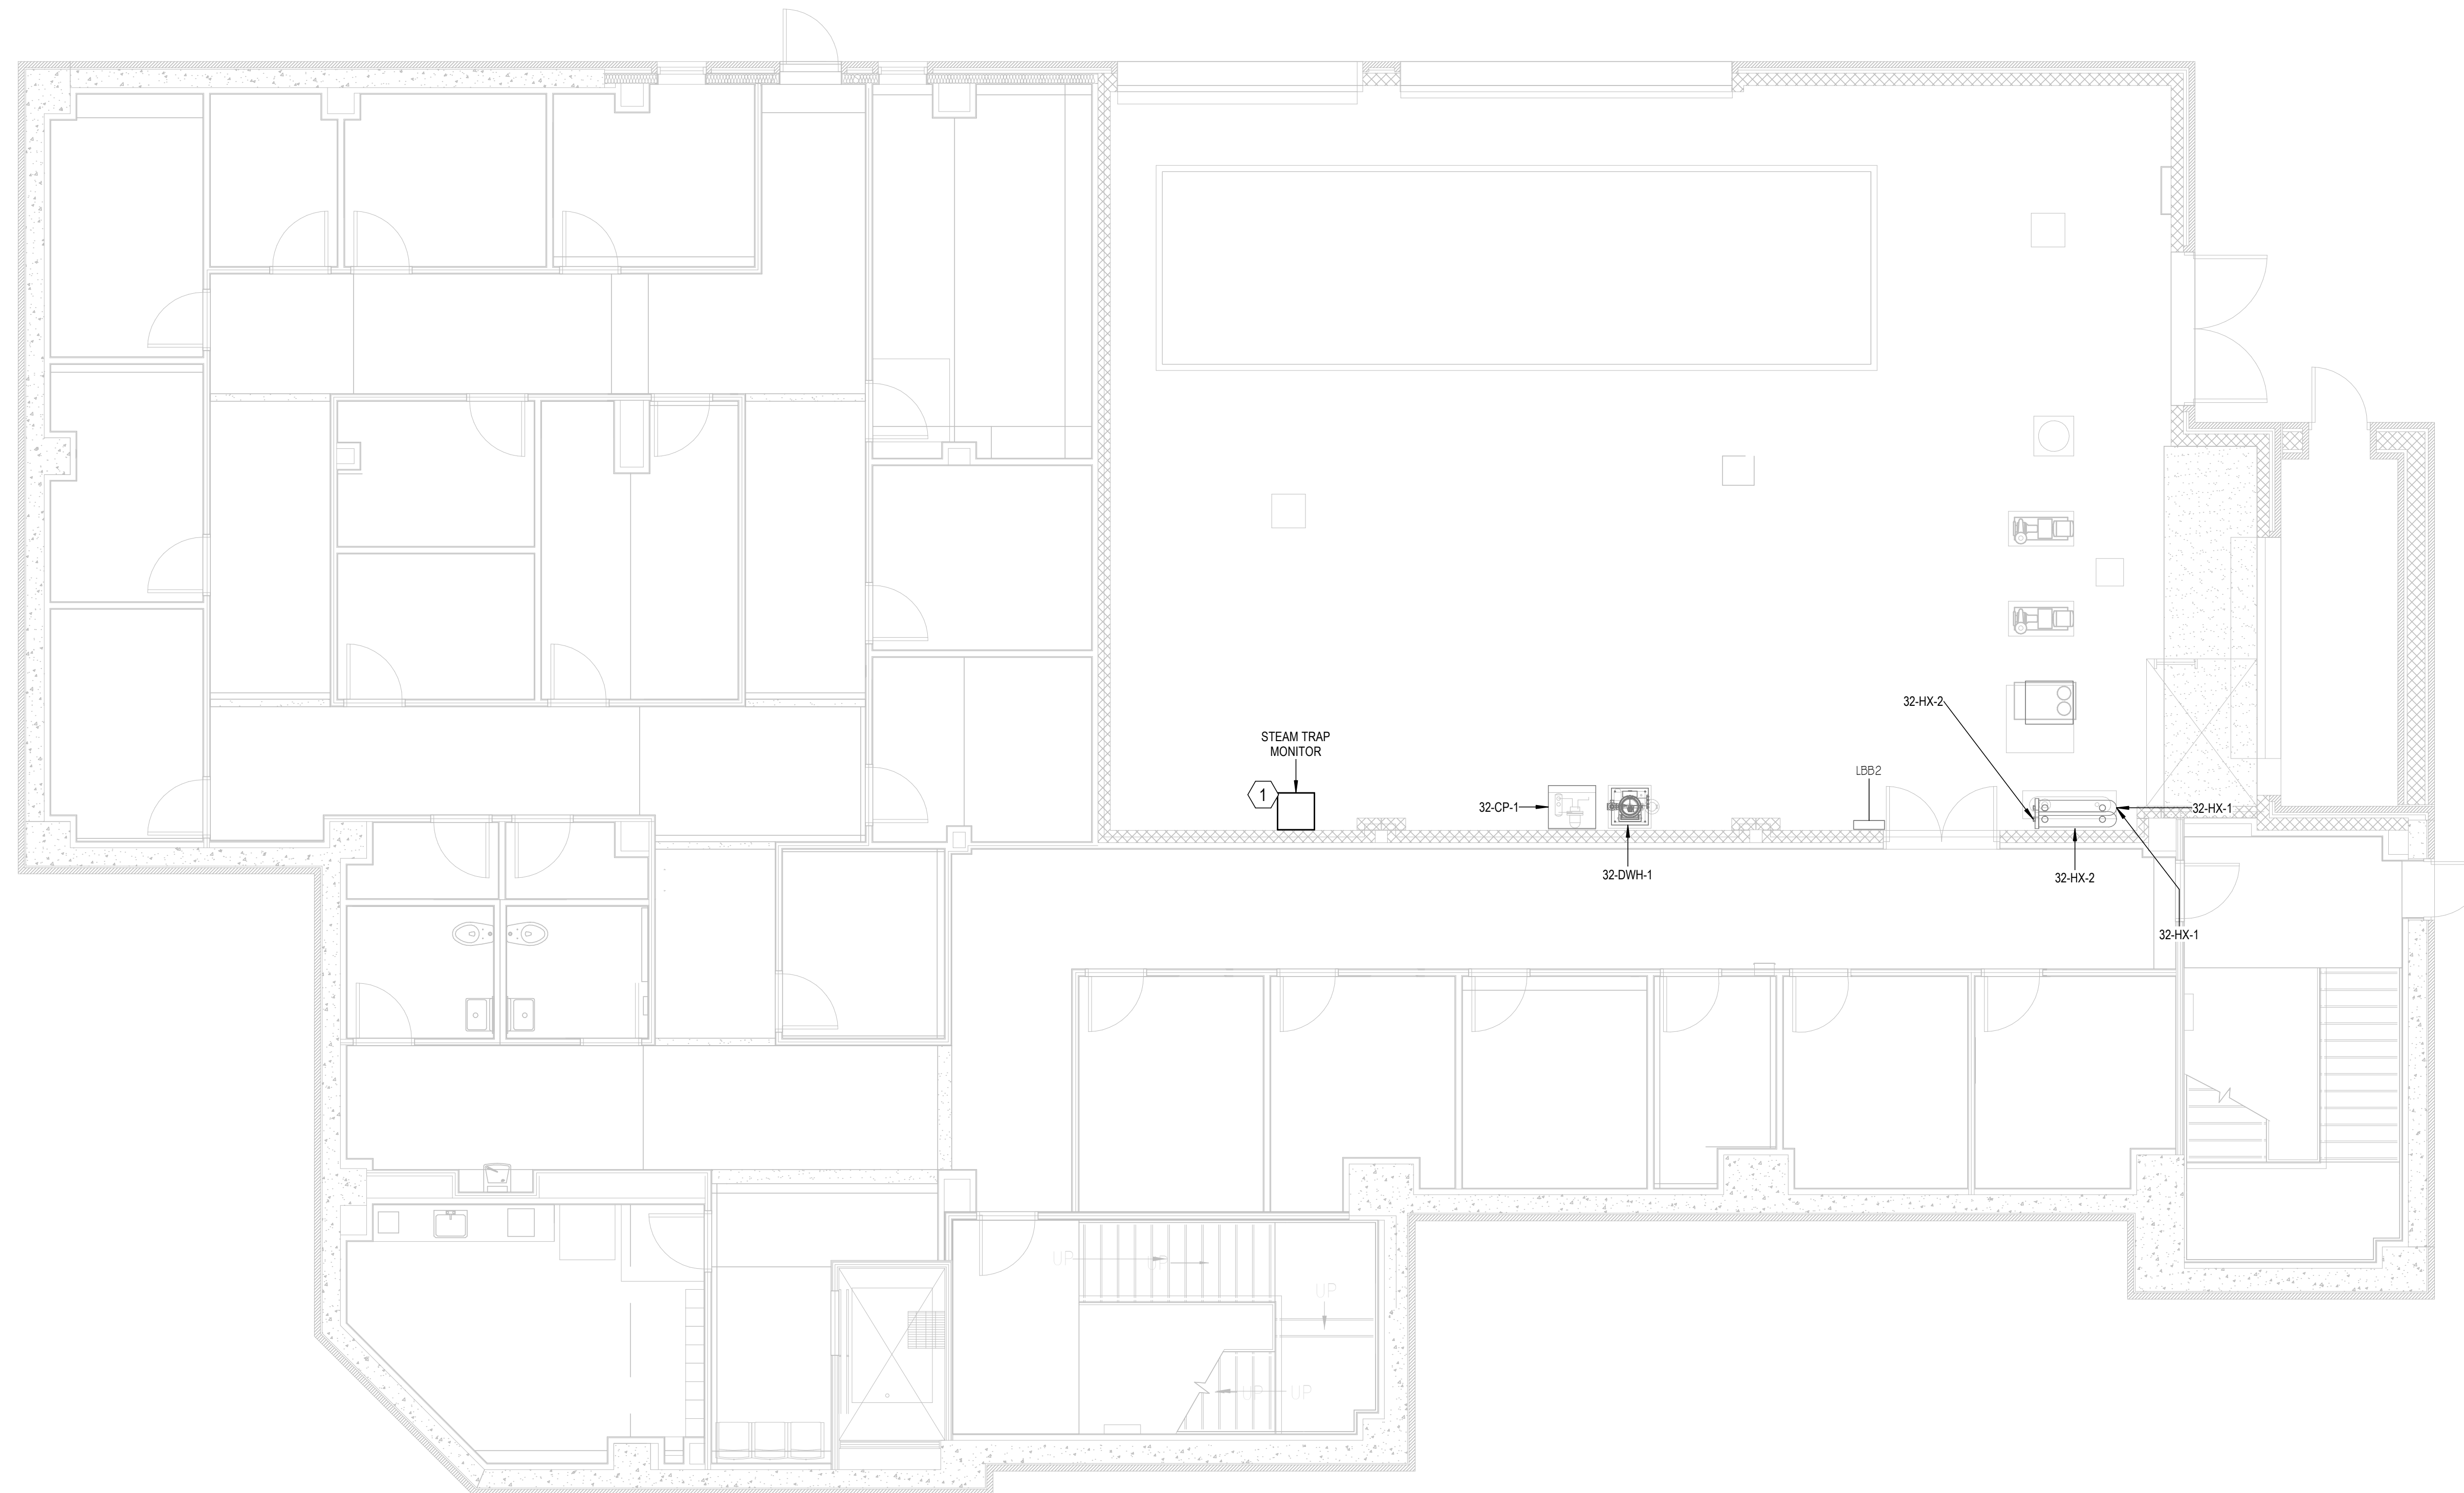 32-HX-2
STEAM TRAP
MONITOR
1
LBB2
32-CP-1
32-HX-1
32-DWH-1
32-HX-2
32-HX-1
UP
UP
UP
UP
UP